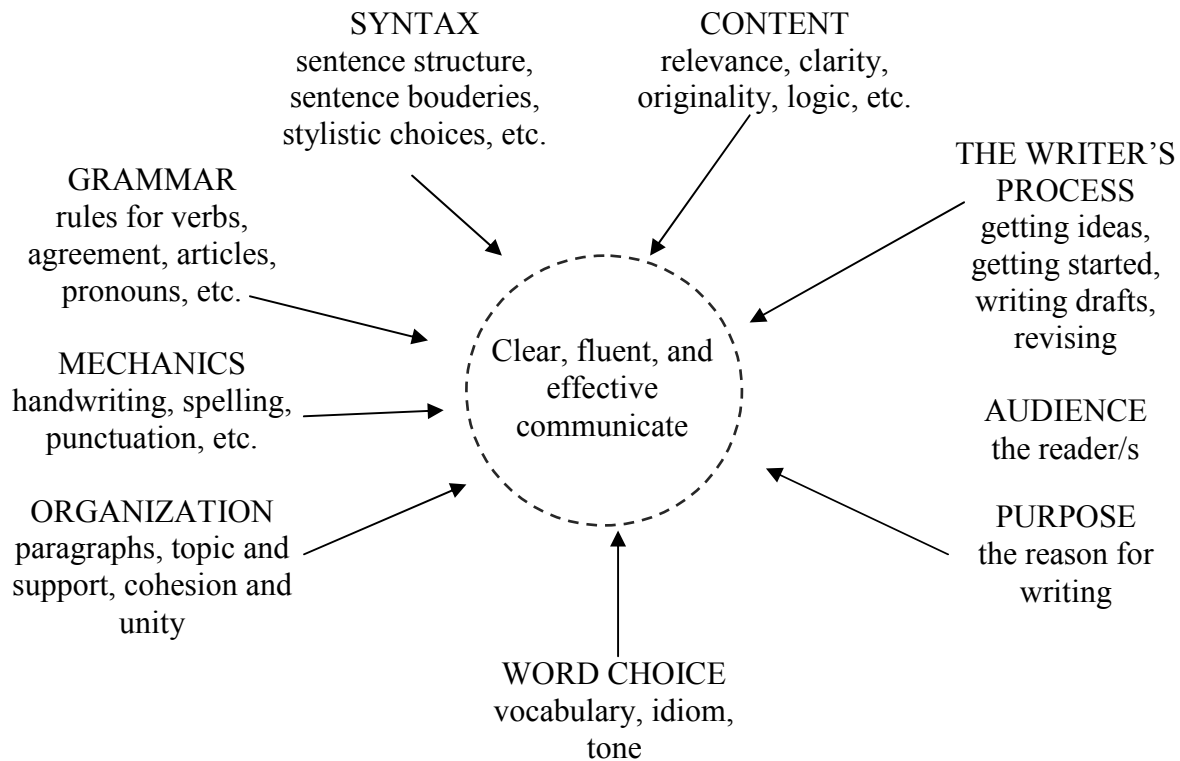 SYNTAX
sentence structure,
sentence bouderies,
stylistic choices, etc.
CONTENT
relevance, clarity,
originality, logic, etc.
THE WRITER’S
PROCESS
getting ideas,
getting started,
writing drafts,
revising
AUDIENCE
the reader/s
PURPOSE
the reason for
writing
WORD CHOICE
vocabulary, idiom,
tone
ORGANIZATION
paragraphs, topic and
support, cohesion and
unity
MECHANICS
handwriting, spelling,
punctuation, etc.
GRAMMAR
rules for verbs,
agreement, articles,
pronouns, etc.
Clear, fluent, and
effective
communicate